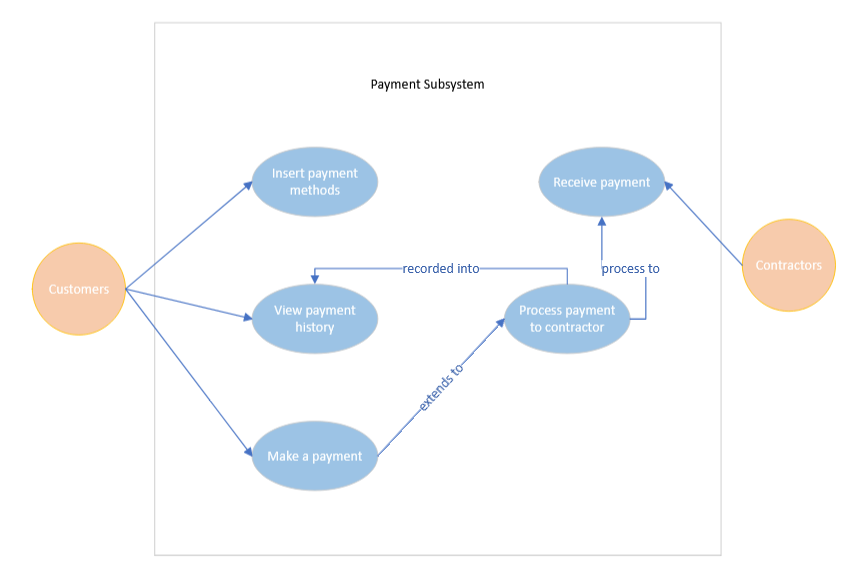 Payment Subsystem
Insert payment
methods
Receive payment
Customers
Contractors
recorded into
process to
View payment
history
Process payment
to contractor
extends to
Make a payment